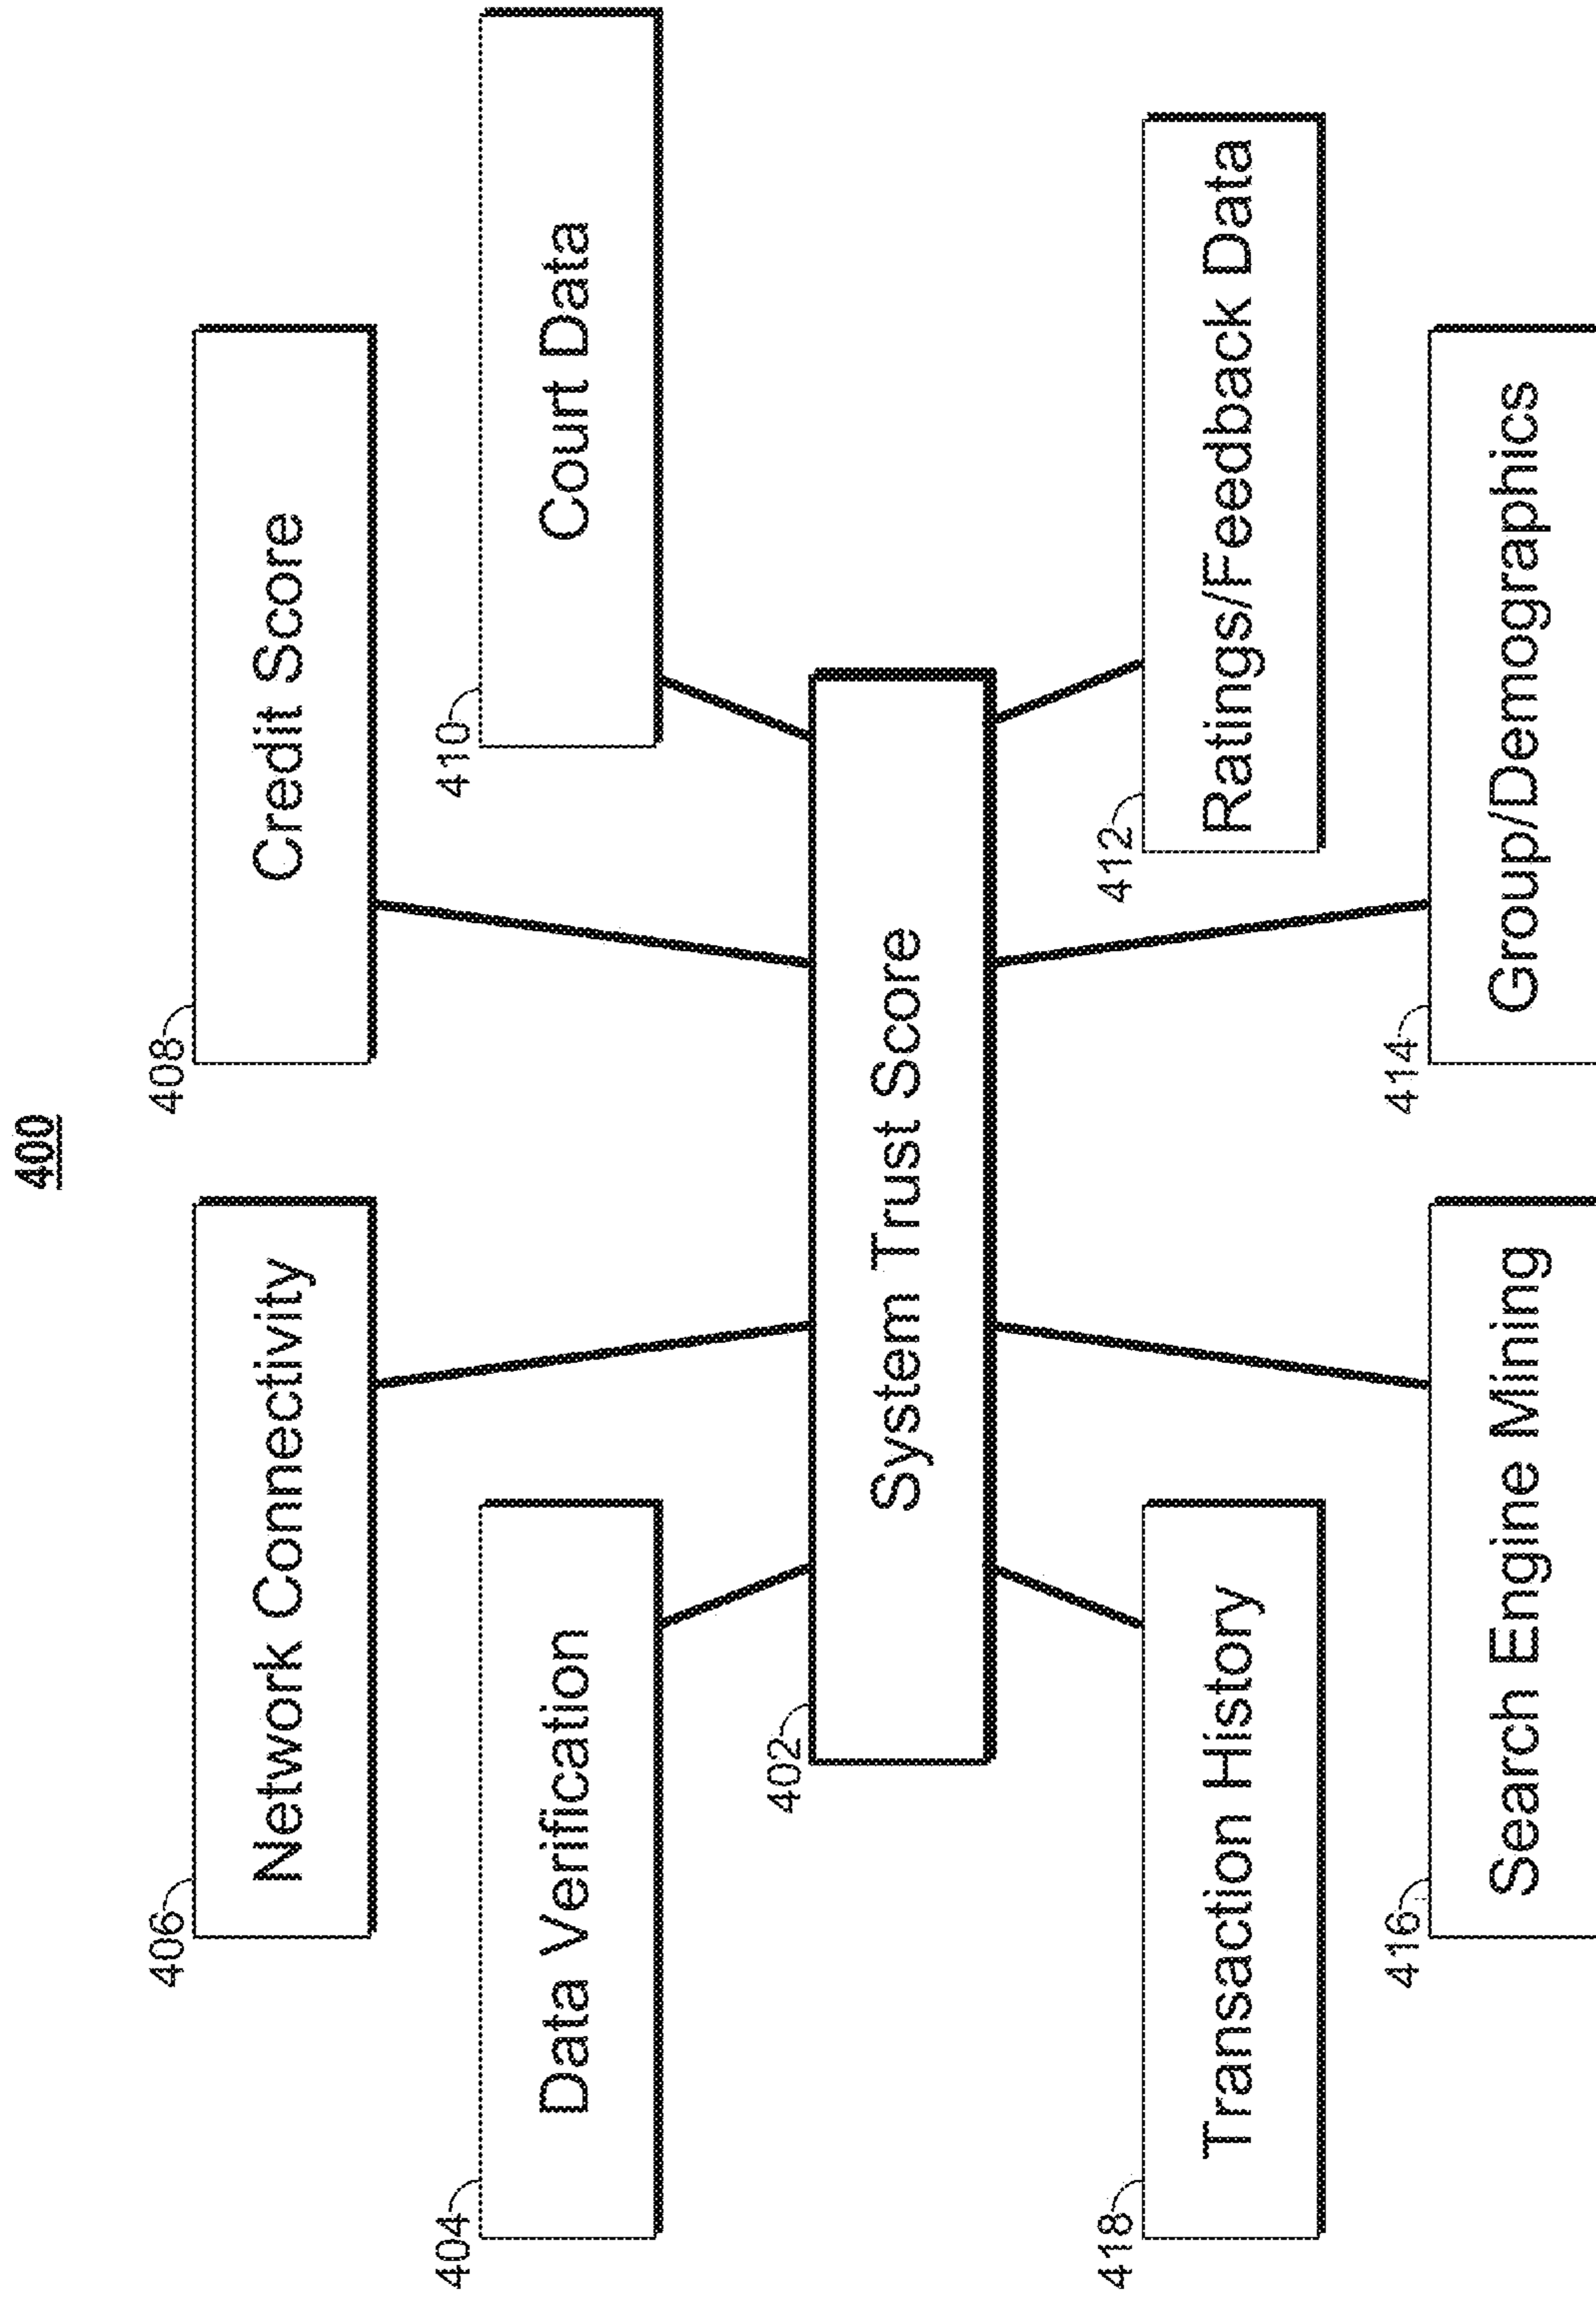 400
406
Network Connectivity
408
Credit Score
404
Data Verification
410
Court Data
402
System Trust Score
418
Transaction History
412
Ratings/Feedback Data
416
Search Engine Mining
414
Group/Demographics